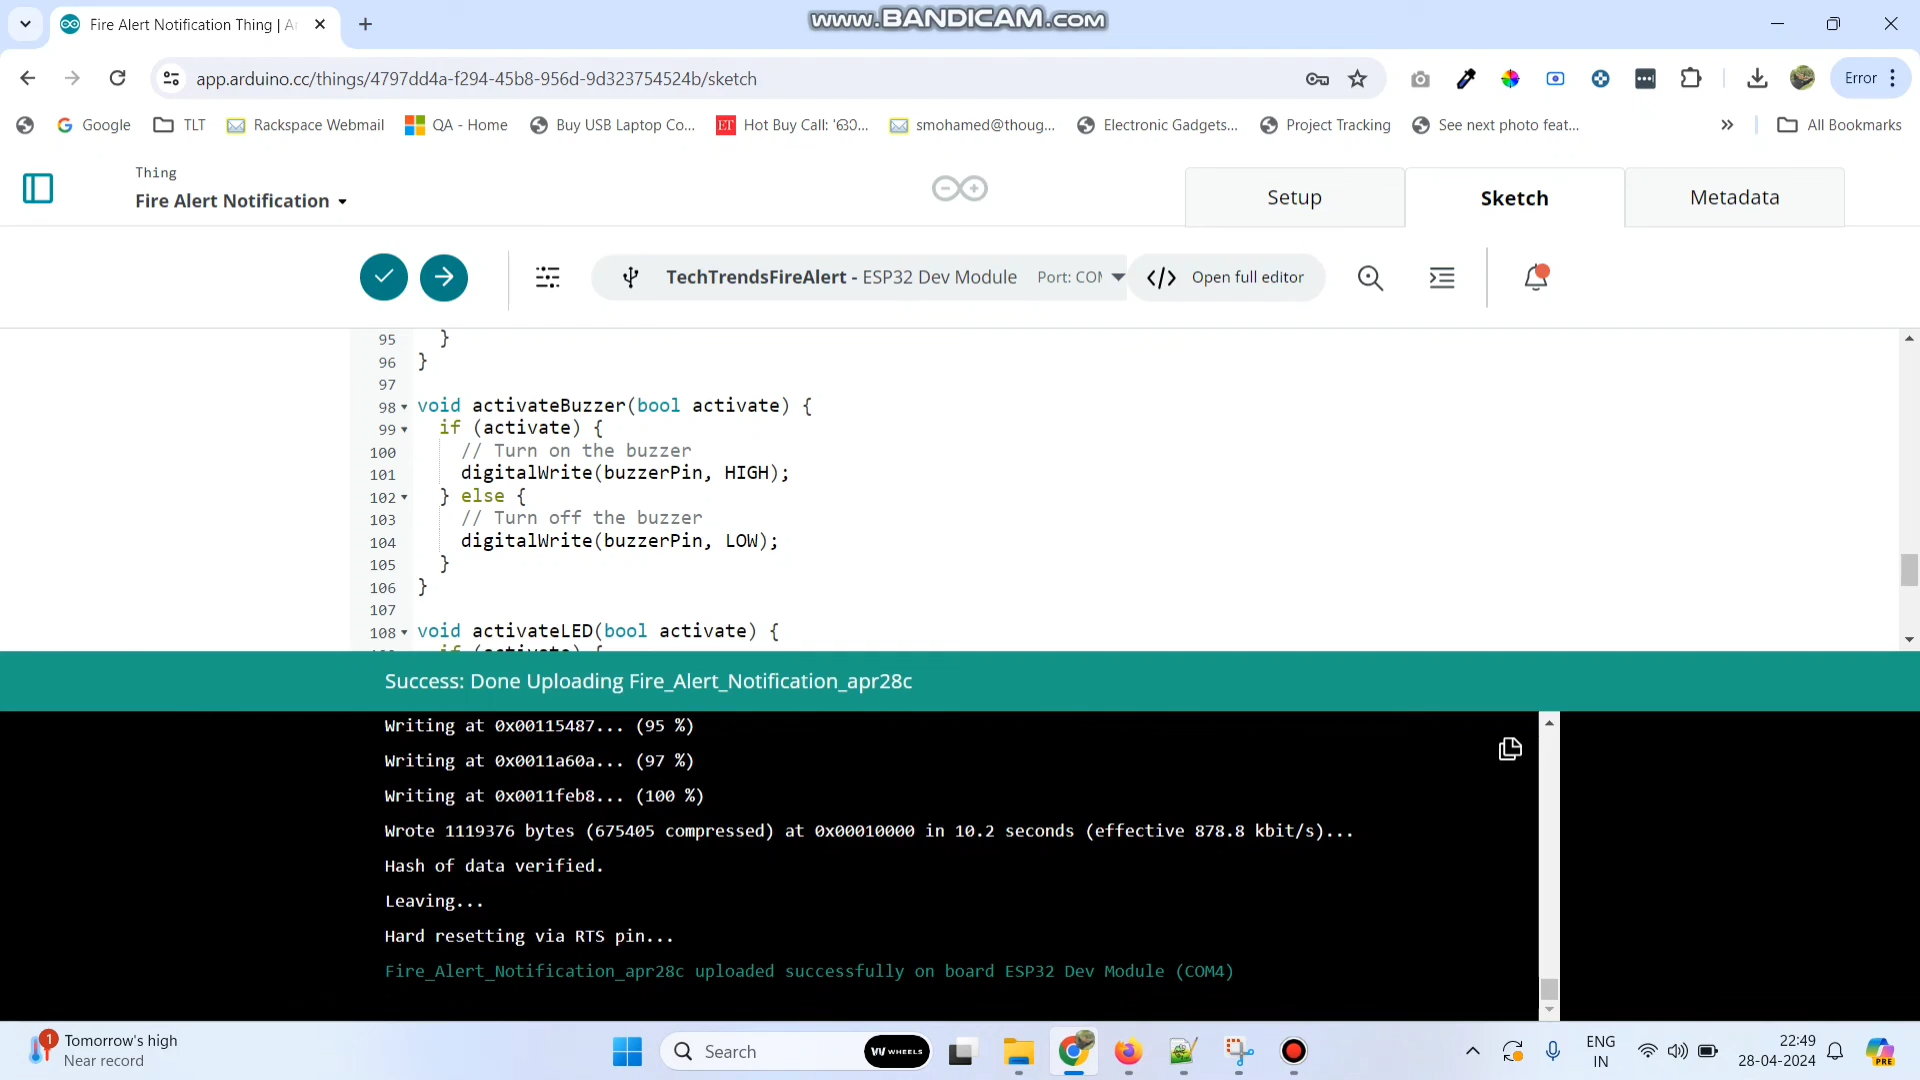 Fire Alert Notification Thing | Ar
www.BANDICAM.com
app.arduino.cc/things/4797dd4a-f294-45b8-956d-9d323754524b/sketch
Error
Google
TLT
Rackspace Webmail
QA - Home
Buy USB Laptop Co...
ET
Hot Buy Call: 'ഓാ...
smohamed@thoug...
Electronic Gadgets...
Project Tracking
See next photo feat...
All Bookmarks
Thing
Fire Alert Notification
Setup
Sketch
Metadata
TechTrendsFireAlert - ESP32 Dev Module
Port: COM
Open full editor
95 }
96 }
97
98 void activateBuzzer(bool activate) {
99 if (activate) {
100 // Turn on the buzzer
101 digitalWrite(buzzerPin, HIGH);
102 } else {
103 // Turn off the buzzer
104 digitalWrite(buzzerPin, LOW);
105 }
106 }
107
108 void activateLED(bool activate) {
if (activate) {
Success: Done Uploading Fire_Alert_Notification_apr28c
Writing at 0x00115487... (95 %)
Writing at 0x0011a60a... (97 %)
Writing at 0x0011feb8... (100 %)
Wrote 1119376 bytes (675405 compressed) at 0x00010000 in 10.2 seconds (effective 878.8 kbit/s)...
Hash of data verified.
Leaving...
Hard resetting via RTS pin...
Fire_Alert_Notification_apr28c uploaded successfully on board ESP32 Dev Module (COM4)
1
Tomorrow's high
Near record
Search
WHEELS
ENG
IN
22:49
28-04-2024
PRE